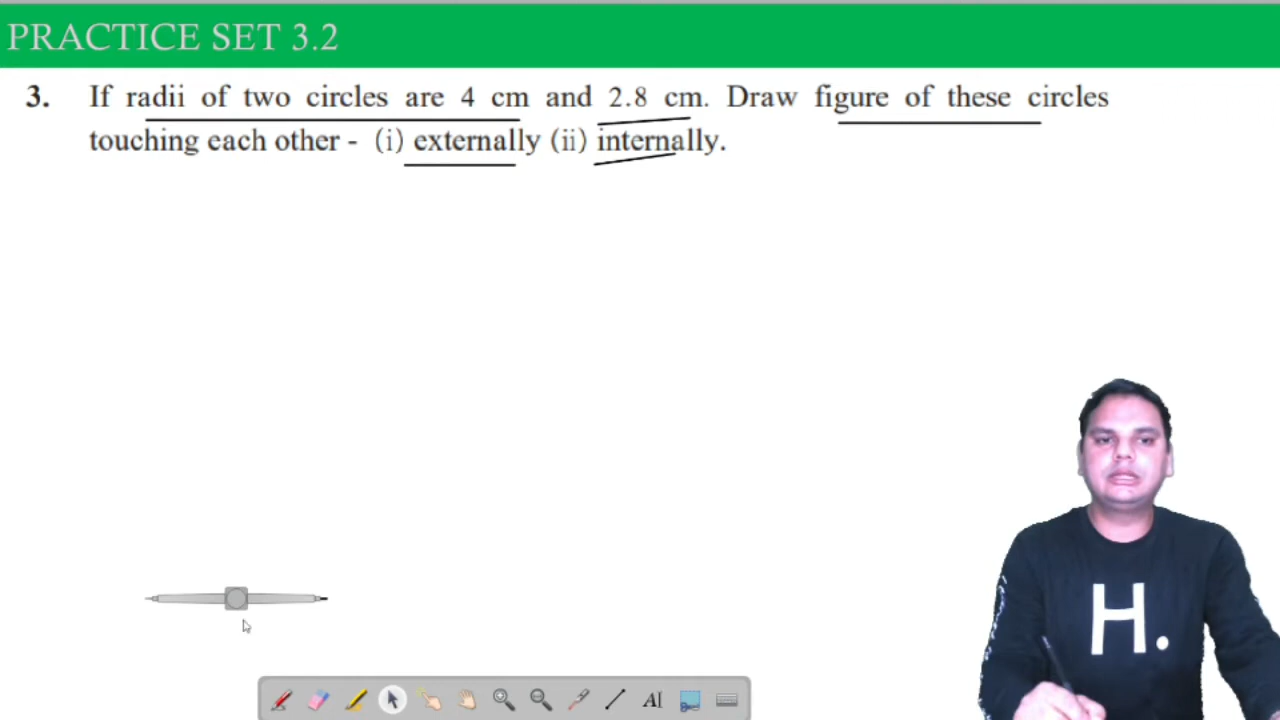 PRACTICE SET 3.2
3. If radii of two circles are 4 cm and 2.8 cm. Draw figure of these circles
touching each other - (i) externally (ii) internally.
H.
AI